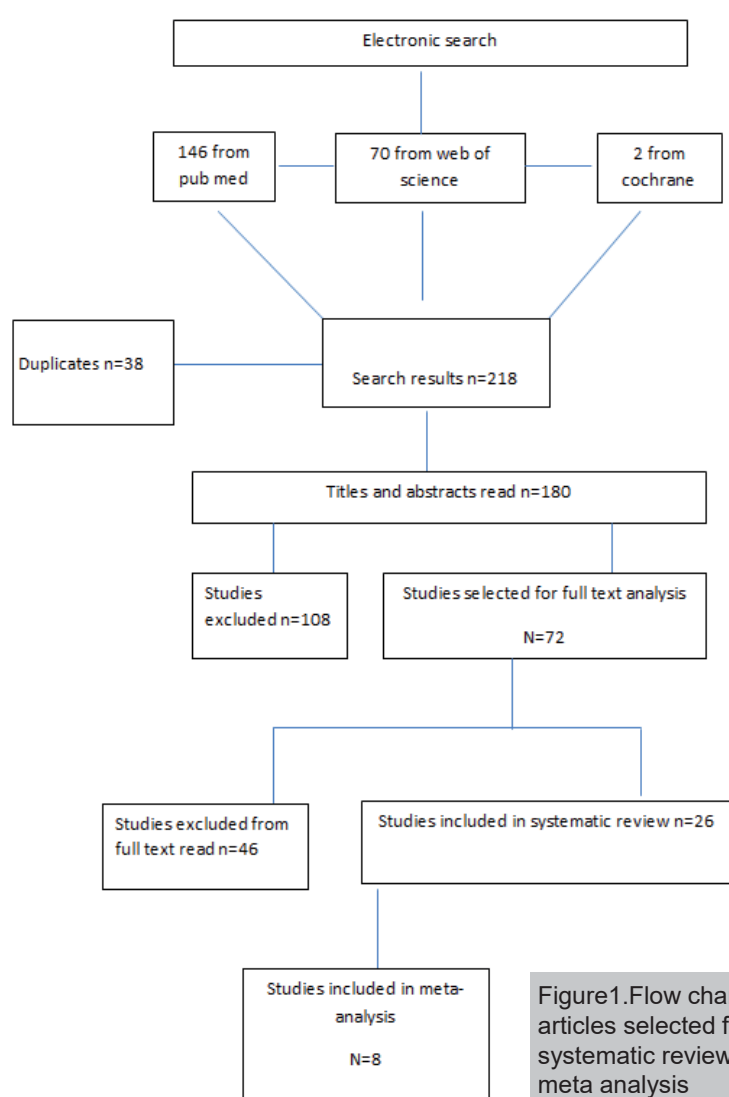 Electronic search
146 from
pub med
70 from web of
science
2 from
cochrane
Duplicates n=38
Search results n=218
Titles and abstracts read n=180
Studies
excluded n=108
Studies selected for full text analysis
N=72
Studies excluded from
full text read n=46
Studies included in systematic review n=26
Studies included in meta-
analysis
N=8
Figure1.Flow
articles selected
systematic review
meta analysis